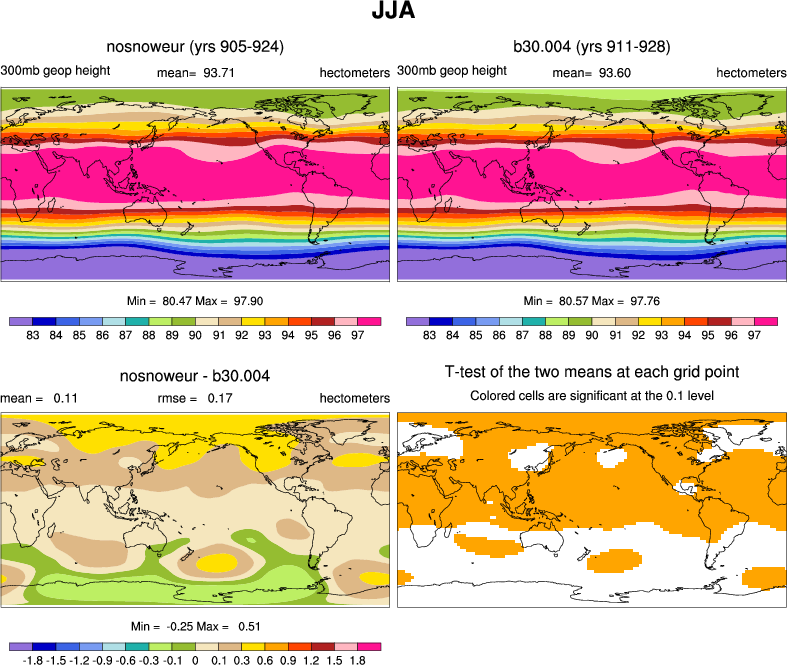 JJA
nosnoweur (yrs 905-924)
300mb geop height mean= 93.71 hectometers
Min = 80.47 Max = 97.90
83 84 85 86 87 88 89 90 91 92 93 94 95 96 97
b30.004 (yrs 911-928)
300mb geop height mean= 93.60 hectometers
Min = 80.57 Max = 97.76
83 84 85 86 87 88 89 90 91 92 93 94 95 96 97
nosnoweur - b30.004
mean = 0.11 rmse = 0.17 hectometers
Min = -0.25 Max = 0.51
-1.8 -1.5 -1.2 -0.9 -0.6 -0.3 -0.1 0 0.1 0.3 0.6 0.9 1.2 1.5 1.8
T-test of the two means at each grid point
Colored cells are significant at the 0.1 level